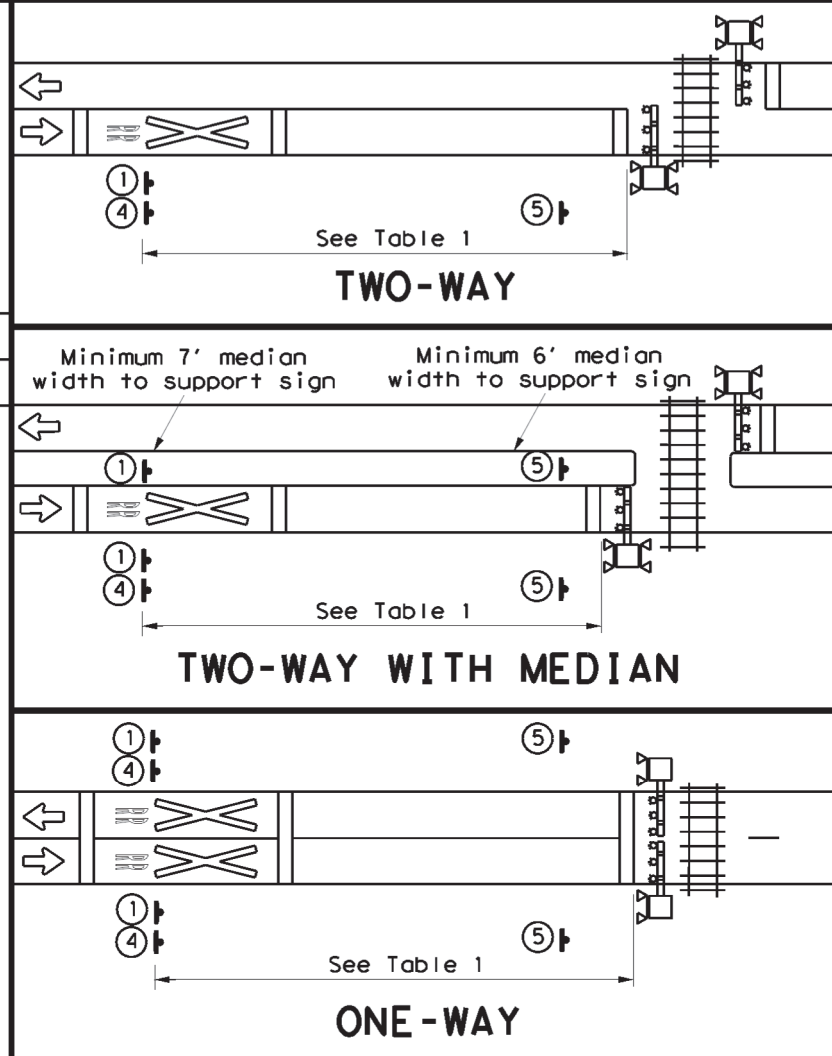 1
4
5
See Table 1
TWO-WAY
Minimum 7' median
width to support sign
Minimum 6' median
width to support sign
1
5
1
4
5
See Table 1
TWO-WAY WITH MEDIAN
1
4
5
1
4
5
See Table 1
ONE-WAY